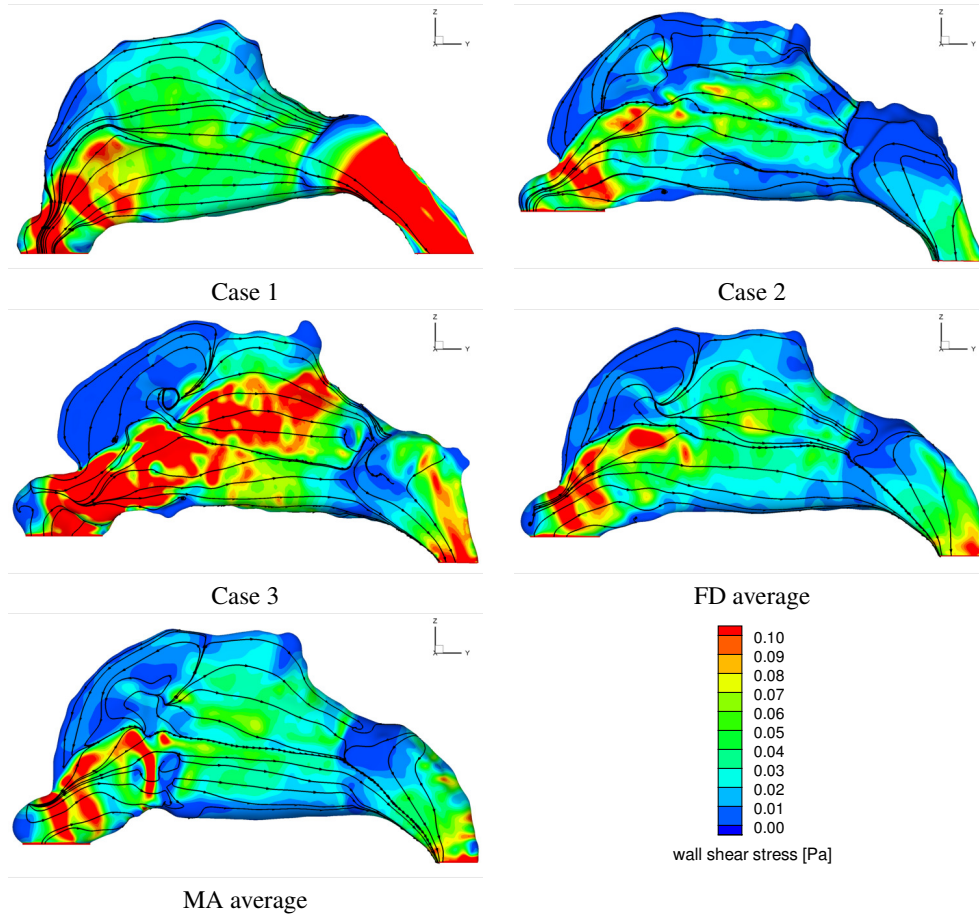 Z
X Y
Z
X Y
Case 1
Case 2
Z
X Y
Z
X Y
Case 3
FD average
Z
X Y
0.10
0.09
0.08
0.07
0.06
0.05
0.04
0.03
0.02
0.01
0.00
wall shear stress [Pa]
MA average